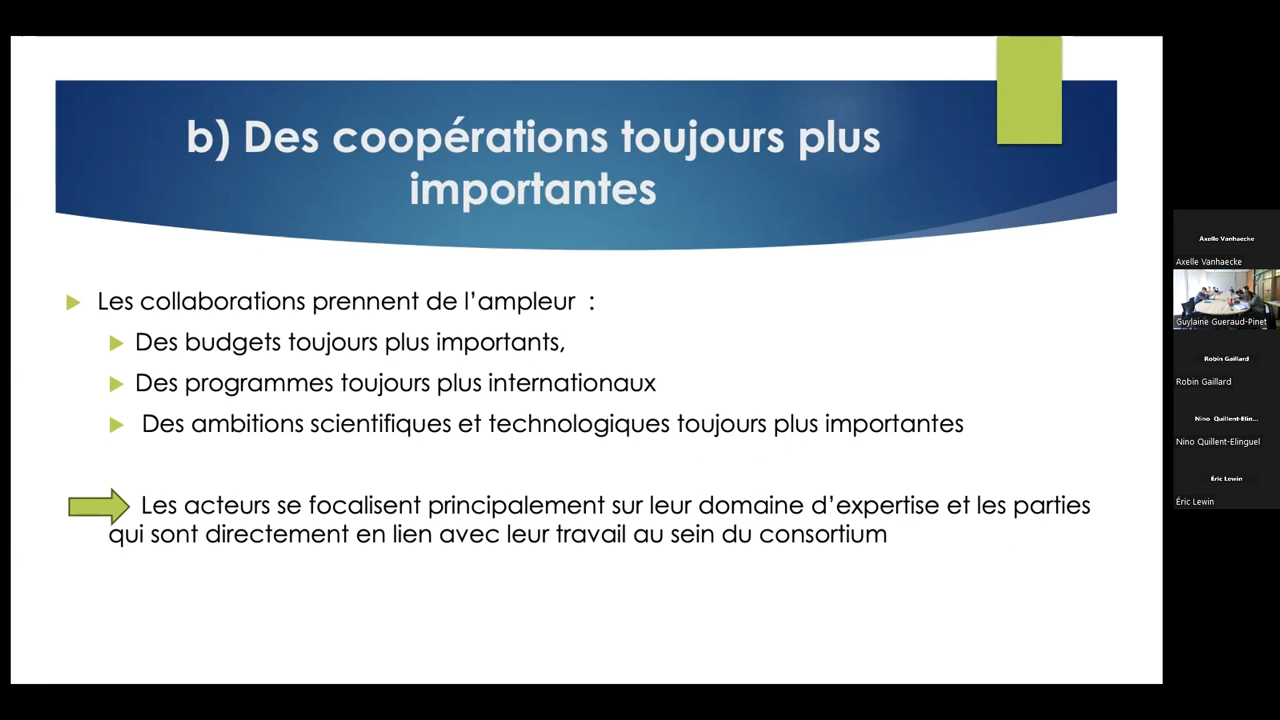 b) Des coopérations toujours plus
importantes
Les collaborations prennent de l'ampleur :
Des budgets toujours plus importants,
Des programmes toujours plus internationaux
Des ambitions scientifiques et technologiques toujours plus importantes
Les acteurs se focalisent principalement sur leur domaine d'expertise et les parties
qui sont directement en lien avec leur travail au sein du consortium
Axelle Vanhaecke
Axelle Vanhaecke
Guylaine Gueraud-Pinet
Robin Gaillard
Robin Gaillard
Nino Quillent-Elin...
Nino Quillent-Elinguel
Éric Lewin
Éric Lewin